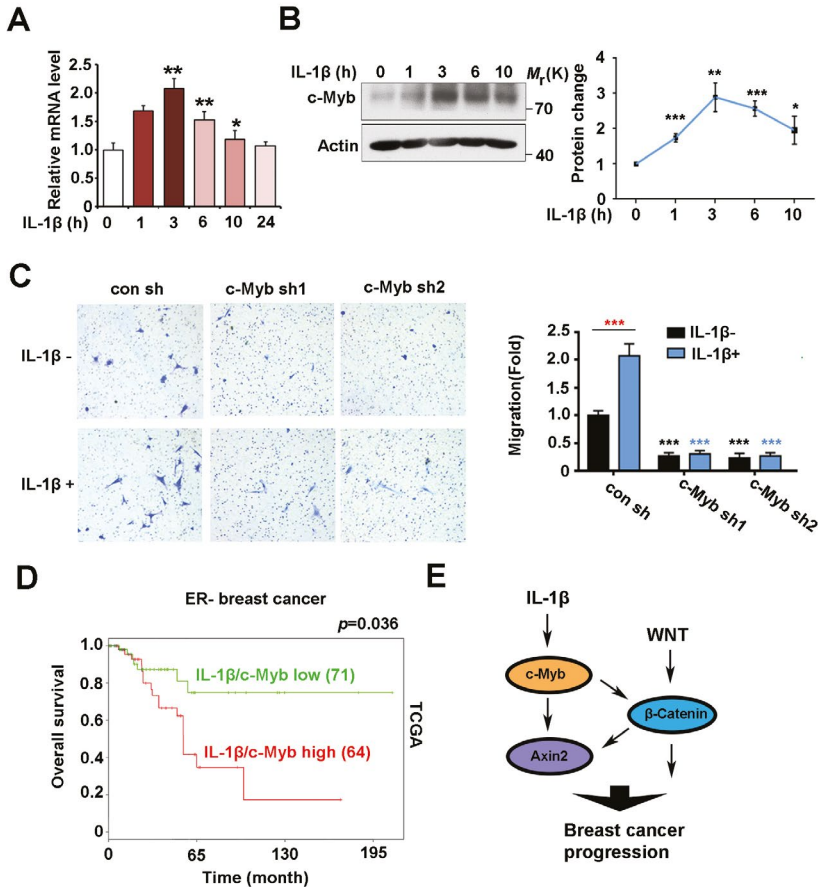 A
Relative mRNA level
2.5
2.0
1.5
1.0
0.5
0
** ** *
IL-1β (h) 0 1 3 6 10 24
B
IL-1β (h) 0 1 3 6 10 Mr(K)
c-Myb
70
Actin
40
Protein change
4
3
2
1
0
*** ** *** *
IL-1β (h) 0 1 3 6 10
C
con sh c-Myb sh1 c-Myb sh2
IL-1β -
IL-1β +
Migration(Fold)
2.5
2.0
1.5
1.0
0.5
0
***
IL-1β-
IL-1β+
*** *** *** ***
con sh c-Myb sh1 c-Myb sh2
D
ER- breast cancer
p=0.036
Overall survival
1.0
0.8
0.6
0.4
0.2
0
IL-1β/c-Myb low (71)
IL-1β/c-Myb high (64)
TCGA
0 65 130 195
Time (month)
E
IL-1β
WNT
c-Myb
β-Catenin
Axin2
Breast cancer
progression